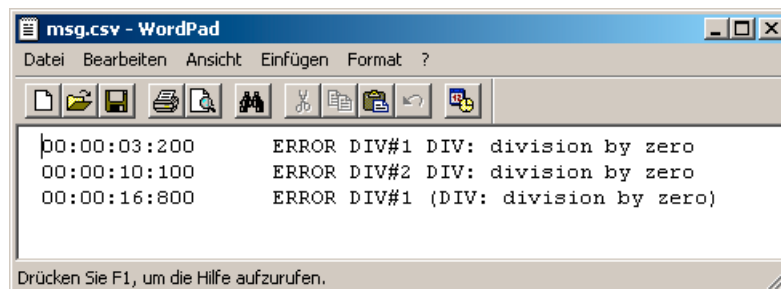 msg.csv - WordPad
Datei Bearbeiten Ansicht Einfügen Format ?
00:00:03:200 ERROR DIV#1 DIV: division by zero
00:00:10:100 ERROR DIV#2 DIV: division by zero
00:00:16:800 ERROR DIV#1 (DIV: division by zero)
Drücken Sie F1, um die Hilfe aufzurufen.